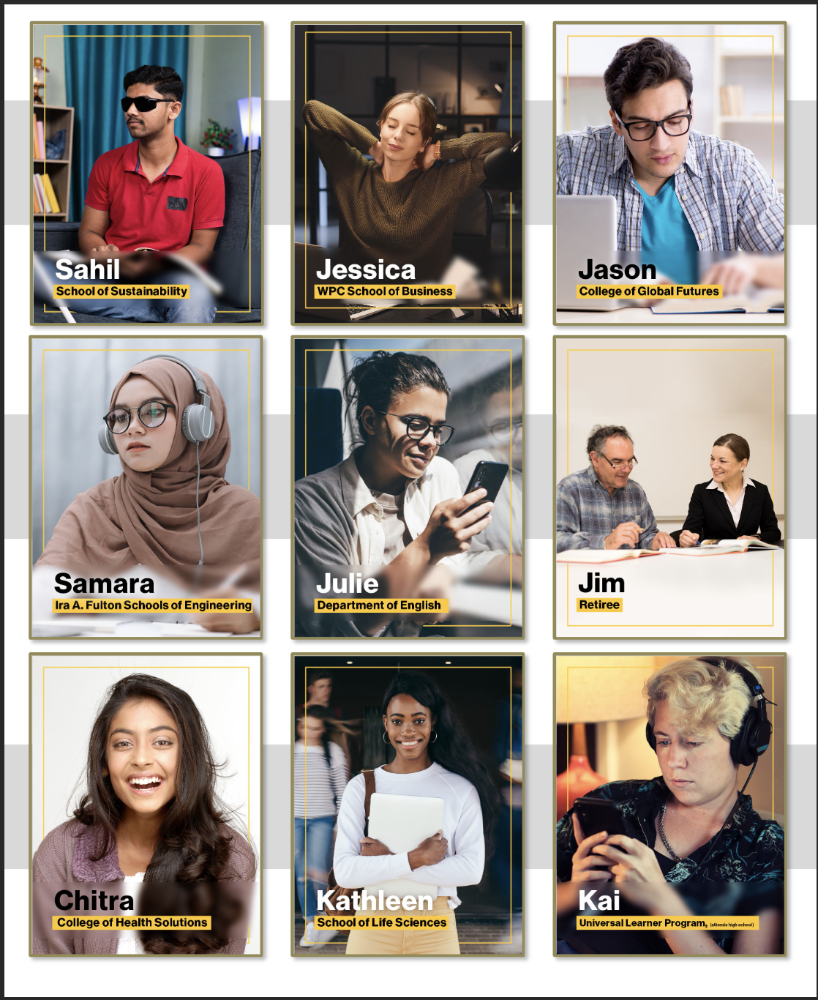 Sahil
School of Sustainability
Jessica
WPC School of Business
Jason
College of Global Futures
Samara
Ira A. Fulton Schools of Engineering
Julie
Department of English
Jim
Retiree
Chitra
College of Health Solutions
Kathleen
School of Life Sciences
Kai
Universal Learner Program, (attends high school)